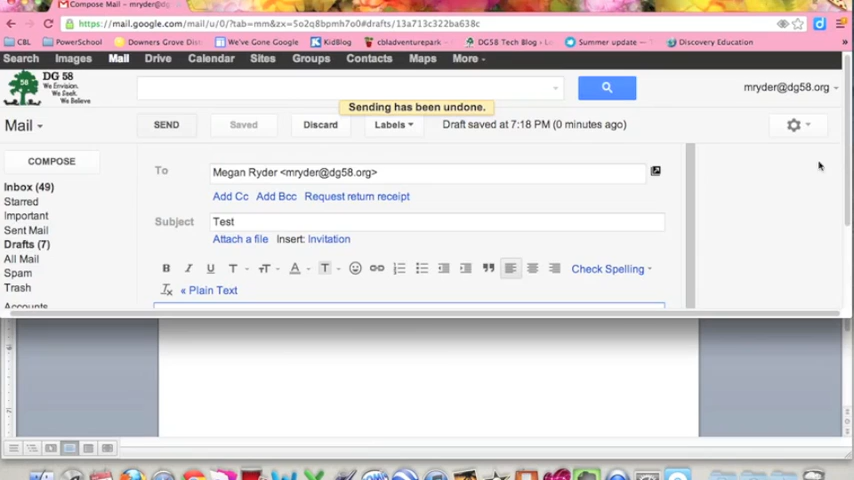 Compose Mail – mryder@dg
https://mail.google.com/mail/u/0/?tab=mm&zx=5o2q8bpmh7o4#drafts/13a713c322ba638c
CBL PowerSchool Downers Grove Dist We've Gone Google KidBlog cbladventurepark - DG58 Tech Blog › Lo Summer update — T Discovery Education »
Search Images Mail Drive Calendar Sites Groups Contacts Maps More
DG 58
We Envision.
We Seek.
We Believe
58
mryder@dg58.org
Sending has been undone.
Mail SEND Saved Discard Labels Draft saved at 7:18 PM (0 minutes ago)
COMPOSE
To Megan Ryder <mryder@dg58.org>
Inbox (49)
Add Cc Add Bcc Request return receipt
Starred
Important
Subject Test
Sent Mail
Attach a file Insert: Invitation
Drafts (7)
All Mail
B I U T T A T Check Spelling
Spam
Trash
Tx « Plain Text
Accounts